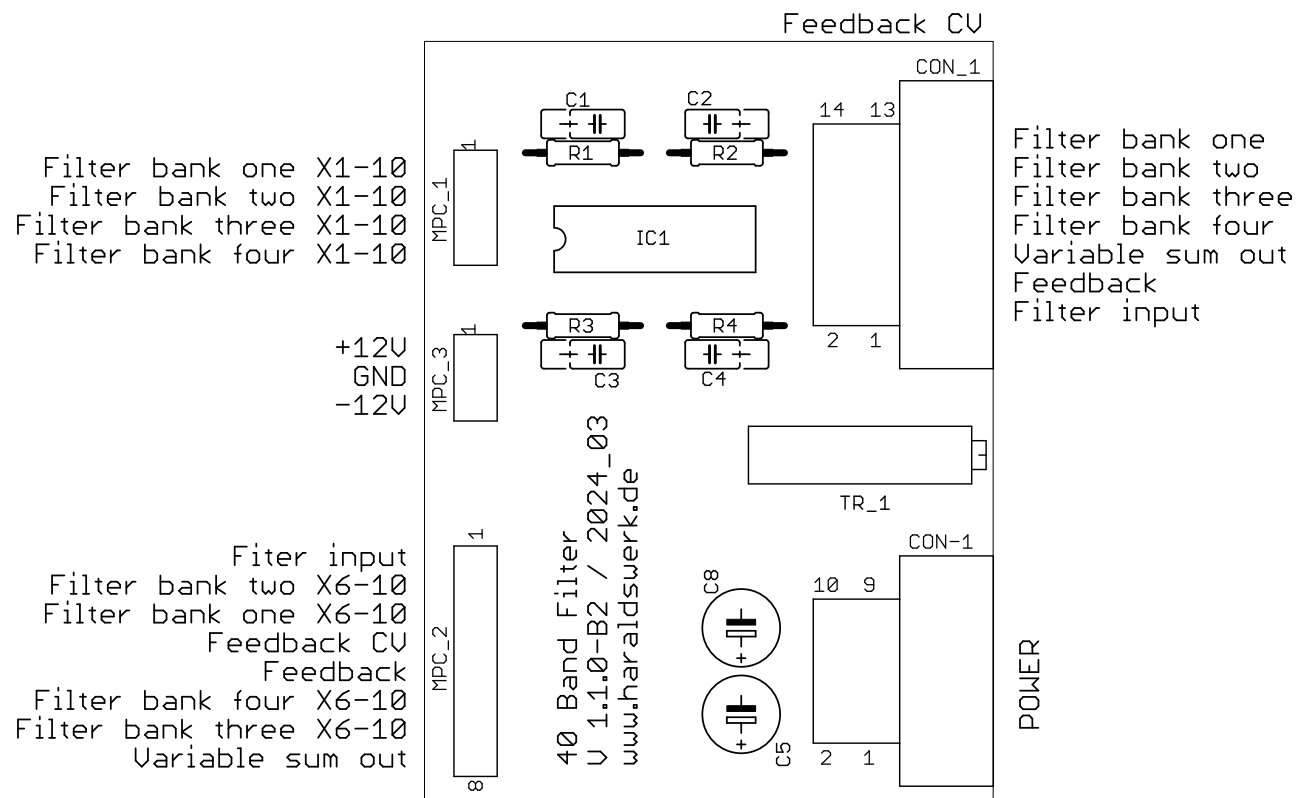 Feedback CV
CON_1
C1
C2
14 13
R1
R2
Filter bank one
Filter bank two
Filter bank three
Filter bank four
Variable sum out
Feedback
Filter input
1
MPC_1
Filter bank one X1-10
Filter bank two X1-10
Filter bank three X1-10
Filter bank four X1-10
IC1
R3
R4
2 1
C3
C4
1
MPC_3
+12V
GND
-12V
TR_1
CON-1
1
MPC_2
8
Fiter input
Filter bank two X6-10
Filter bank one X6-10
Feedback CV
Feedback
Filter bank four X6-10
Filter bank three X6-10
Variable sum out
40 Band Filter
V 1.1.0-B2 / 2024_03
www.haraldswerk.de
C8
+
C5
+
10 9
2 1
POWER